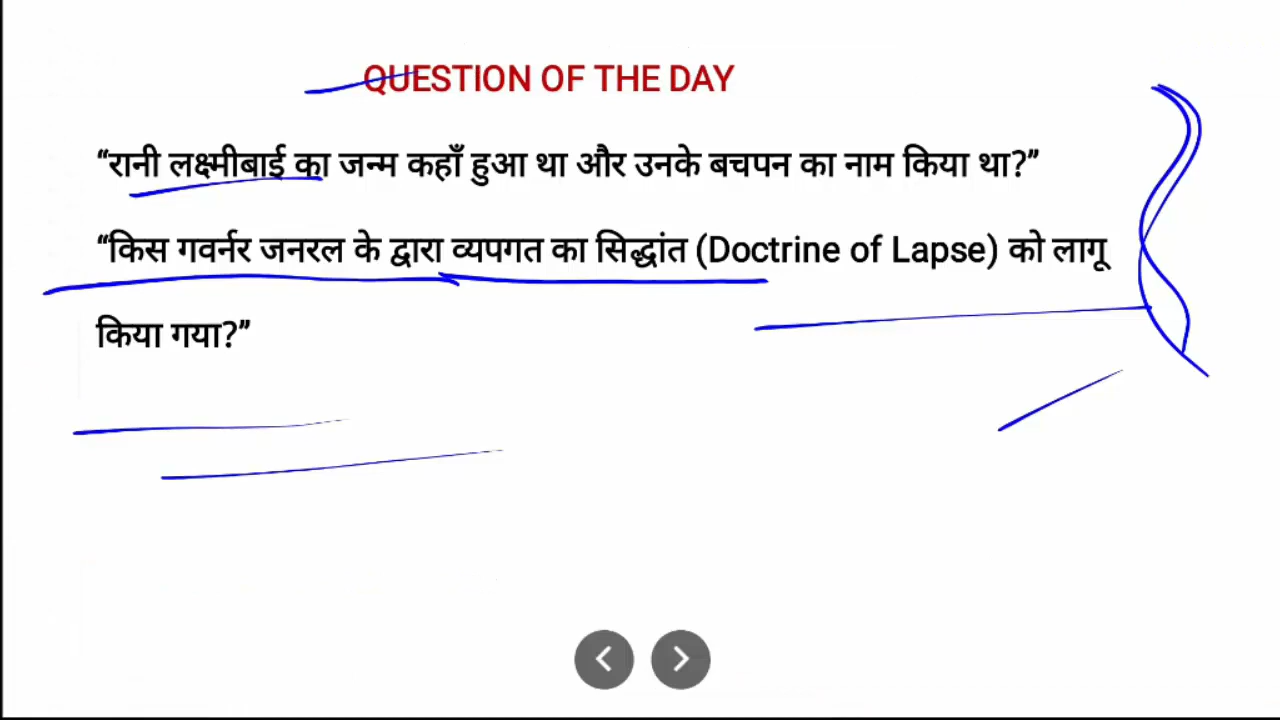 QUESTION OF THE DAY
“रानी लक्ष्मीबाई का जन्म कहाँ हुआ था और उनके बचपन का नाम किया था?”
“किस गवर्नर जनरल के द्वारा व्यपगत का सिद्धांत (Doctrine of Lapse) को लागू
किया गया?”